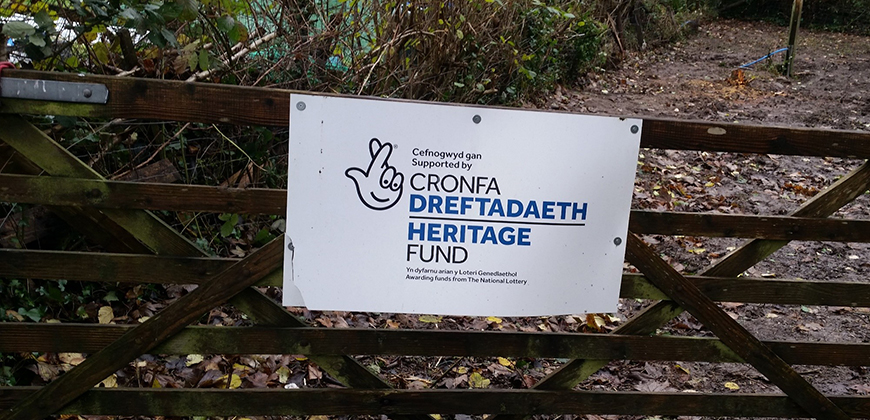 Cefnogwyd gan
Supported by
CRONFA
DREFTADAETH
HERITAGE
FUND
Yn dyfarnu arian y Loteri Genedlaethol
Awarding funds from The National Lottery